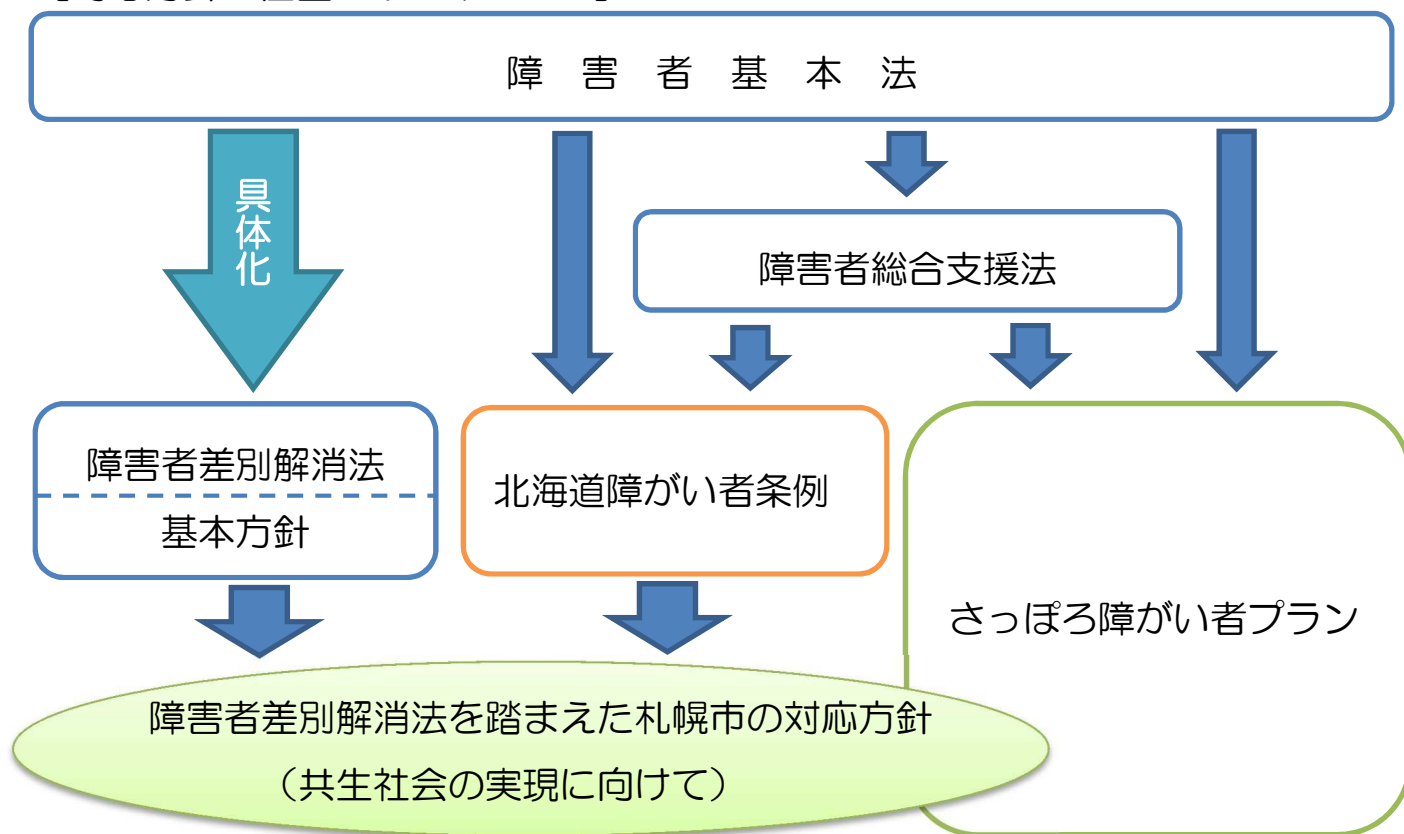 障害者基本法
具体化
障害者総合支援法
障害者差別解消法
基本方針
北海道障がい者条例
さっぽろ障がい者プラン
障害者差別解消法を踏まえた札幌市の対応方針
（共生社会の実現に向けて）